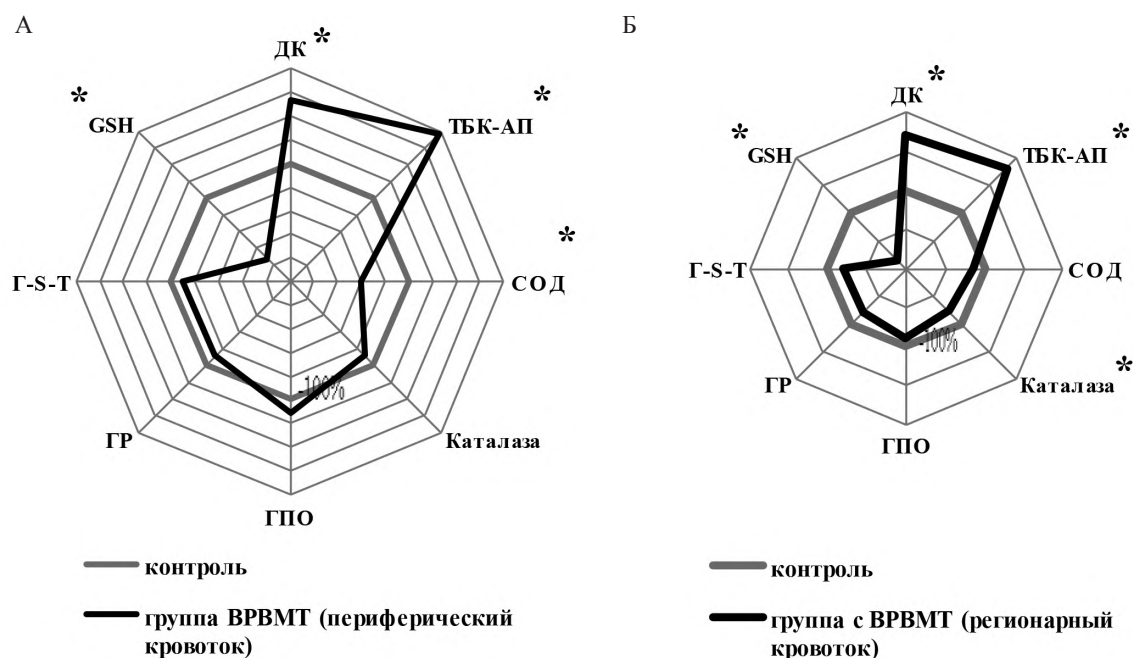 А
ДК *
ТБК-АП *
СОД *
Каталаза
ГПО
ГР
Г-S-Т
GSH *
-100%
контроль
группа ВРВМТ (периферический
кровоток)
Б
ДК *
ТБК-АП *
СОД
Каталаза *
ГПО
ГР
Г-S-Т
GSH *
-100%
контроль
группа с ВРВМТ (регионарный
кровоток)